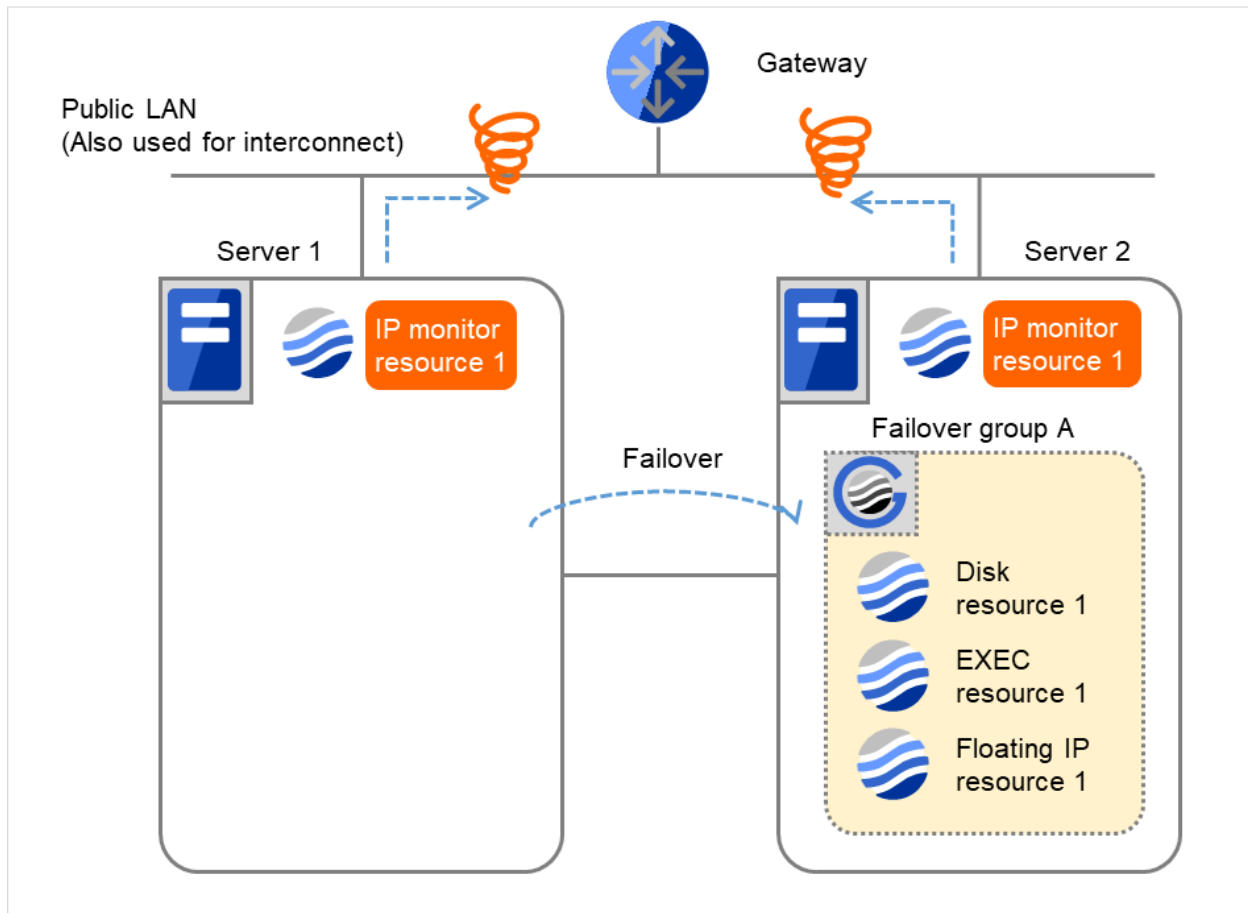 Gateway
Public LAN
(Also used for interconnect)
Server 1
Server 2
IP monitor
resource 1
IP monitor
resource 1
Failover group A
Failover
Disk
resource 1
EXEC
resource 1
Floating IP
resource 1